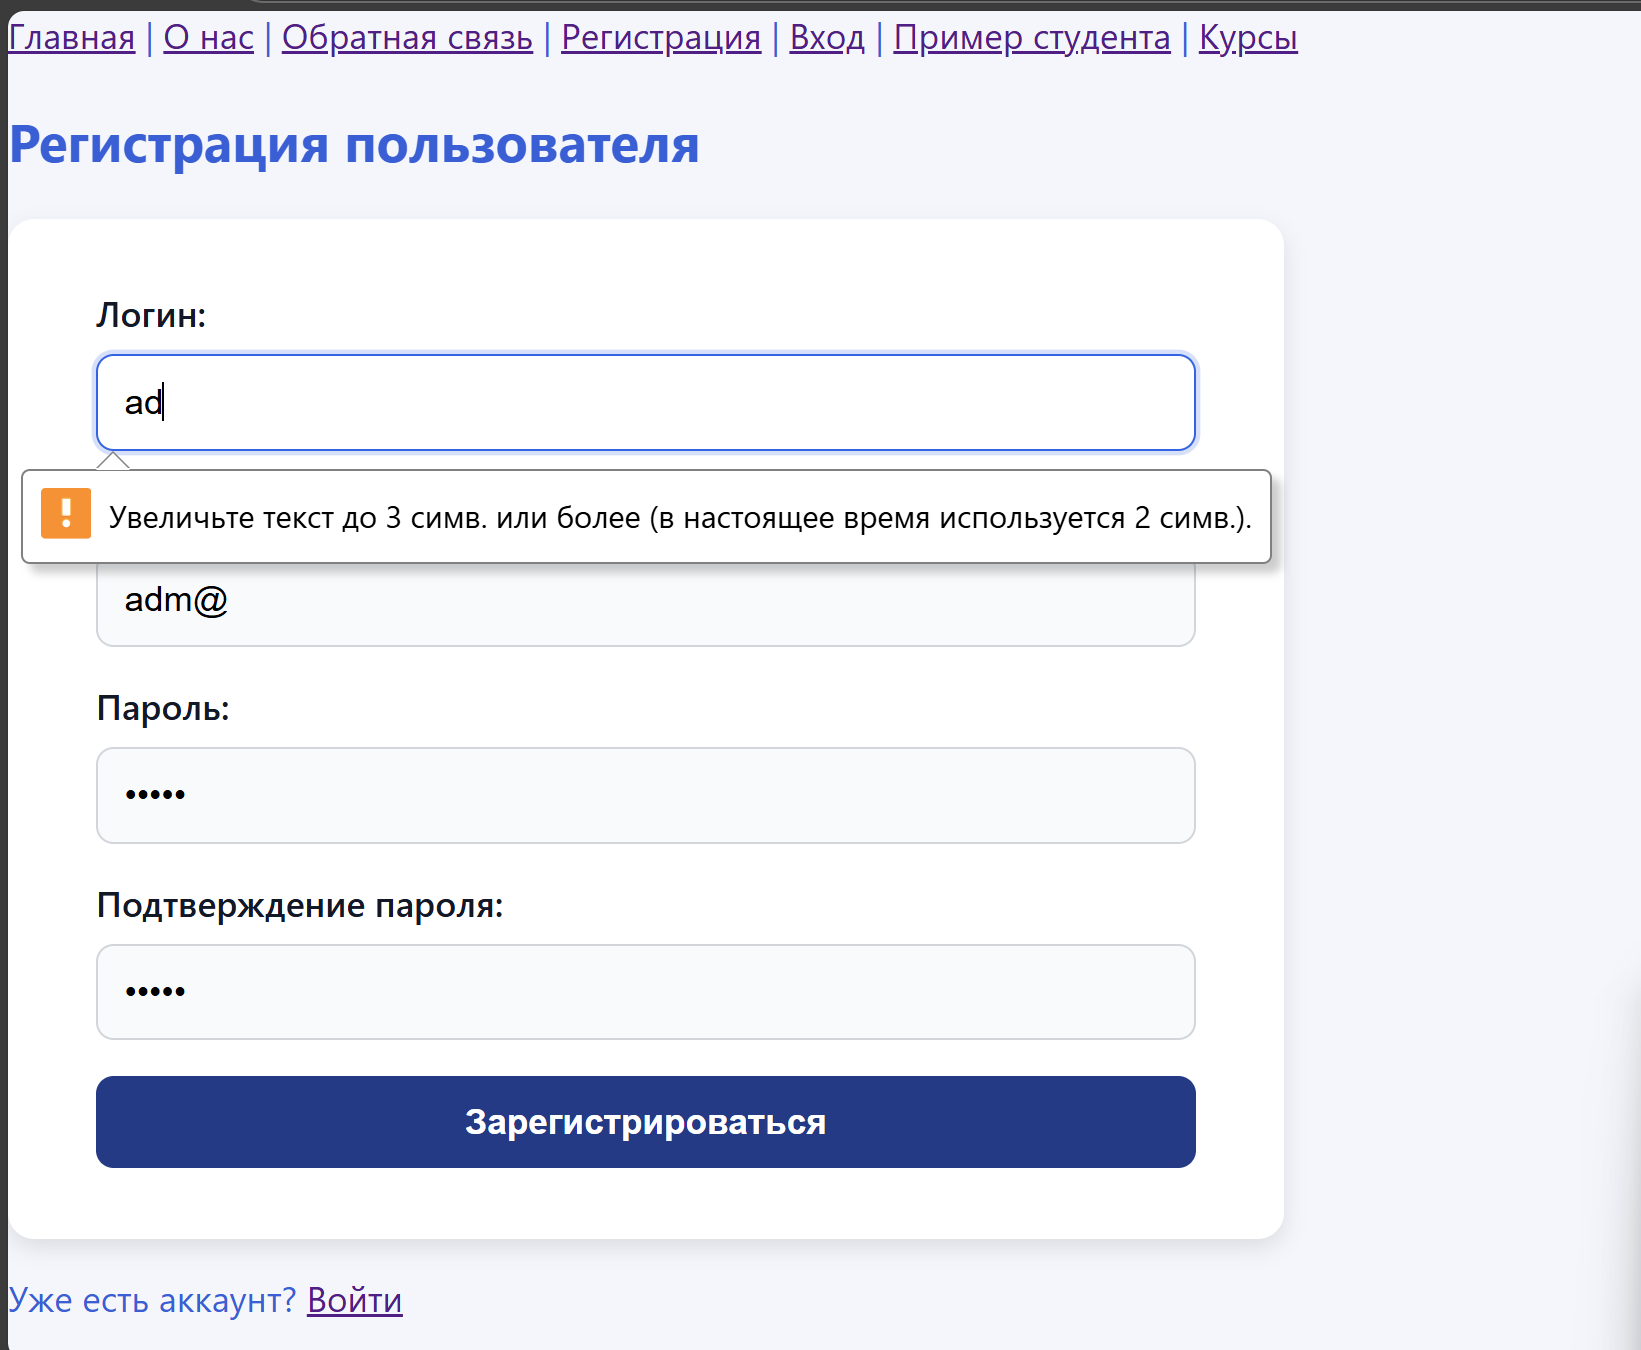 Главная | О нас | Обратная связь | Регистрация | Вход | Пример студента | Курсы
Регистрация пользователя
Логин:
ad
Увеличьте текст до 3 симв. или более (в настоящее время используется 2 симв.).
adm@
Пароль:
•••••
Подтверждение пароля:
•••••
Зарегистрироваться
Уже есть аккаунт? Войти